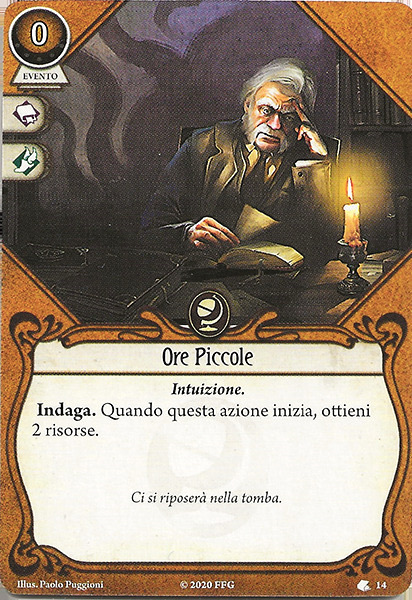 0
EVENTO
Ore Piccole
Intuizione.
Indaga. Quando questa azione inizia, ottieni
2 risorse.
Ci si riposerà nella tomba.
Illus. Paolo Puggioni © 2020 FFG 14